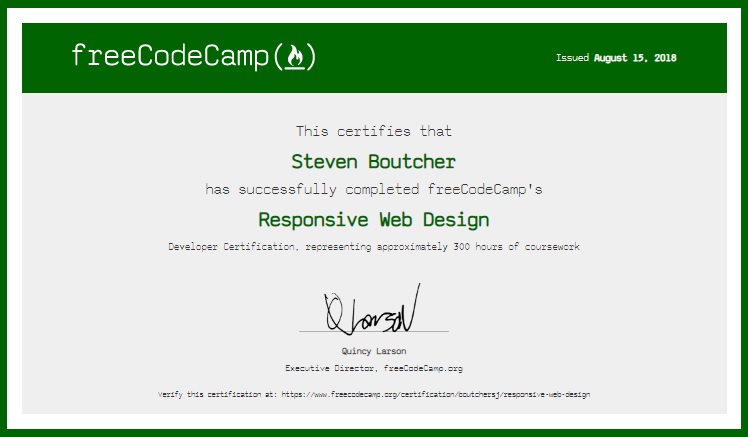 freeCodeCamp(🔥)
Issued August 15, 2018
This certifies that
Steven Boutcher
has successfully completed freeCodeCamp's
Responsive Web Design
Developer Certification, representing approximately 300 hours of coursework
Quincy Larson
Executive Director, freeCodeCamp.org
Verify this certification at: https://www.freecodecamp.org/certification/boutchersj/responsive-web-design